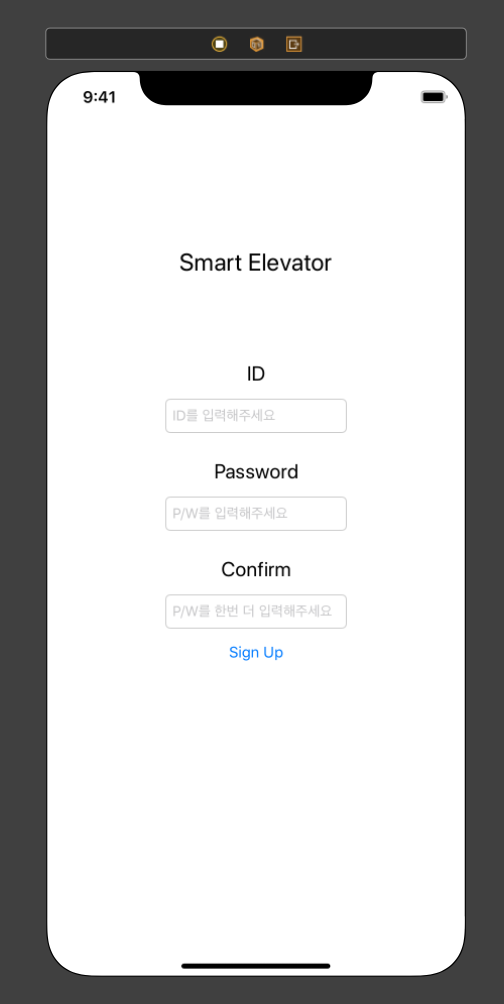 9:41
Smart Elevator
ID
ID를 입력해주세요
Password
P/W를 입력해주세요
Confirm
P/W를 한번 더 입력해주세요
Sign Up